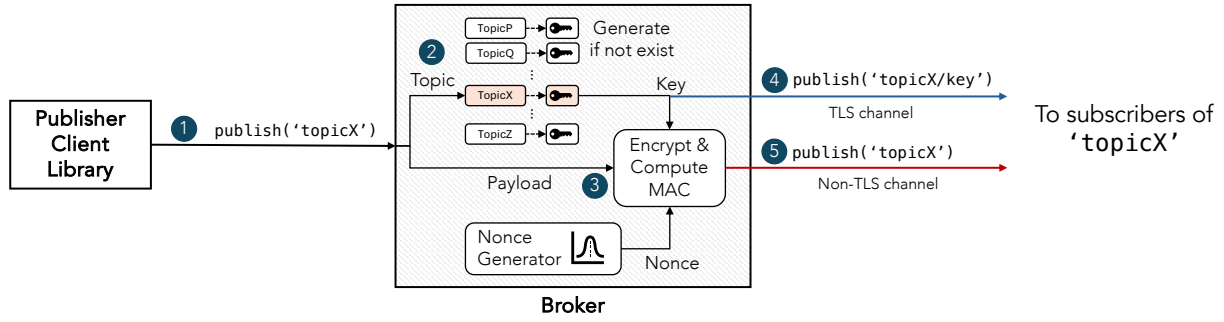 Publisher
Client
Library
1
publish(‘topicX’)
2
Topic
TopicP
TopicQ
TopicX
TopicZ
Generate
if not exist
Key
Payload
3
Encrypt &
Compute
MAC
Nonce
Generator
Nonce
Broker
4
publish(‘topicX/key’)
TLS channel
5
publish(‘topicX’)
Non-TLS channel
To subscribers of
‘topicX’